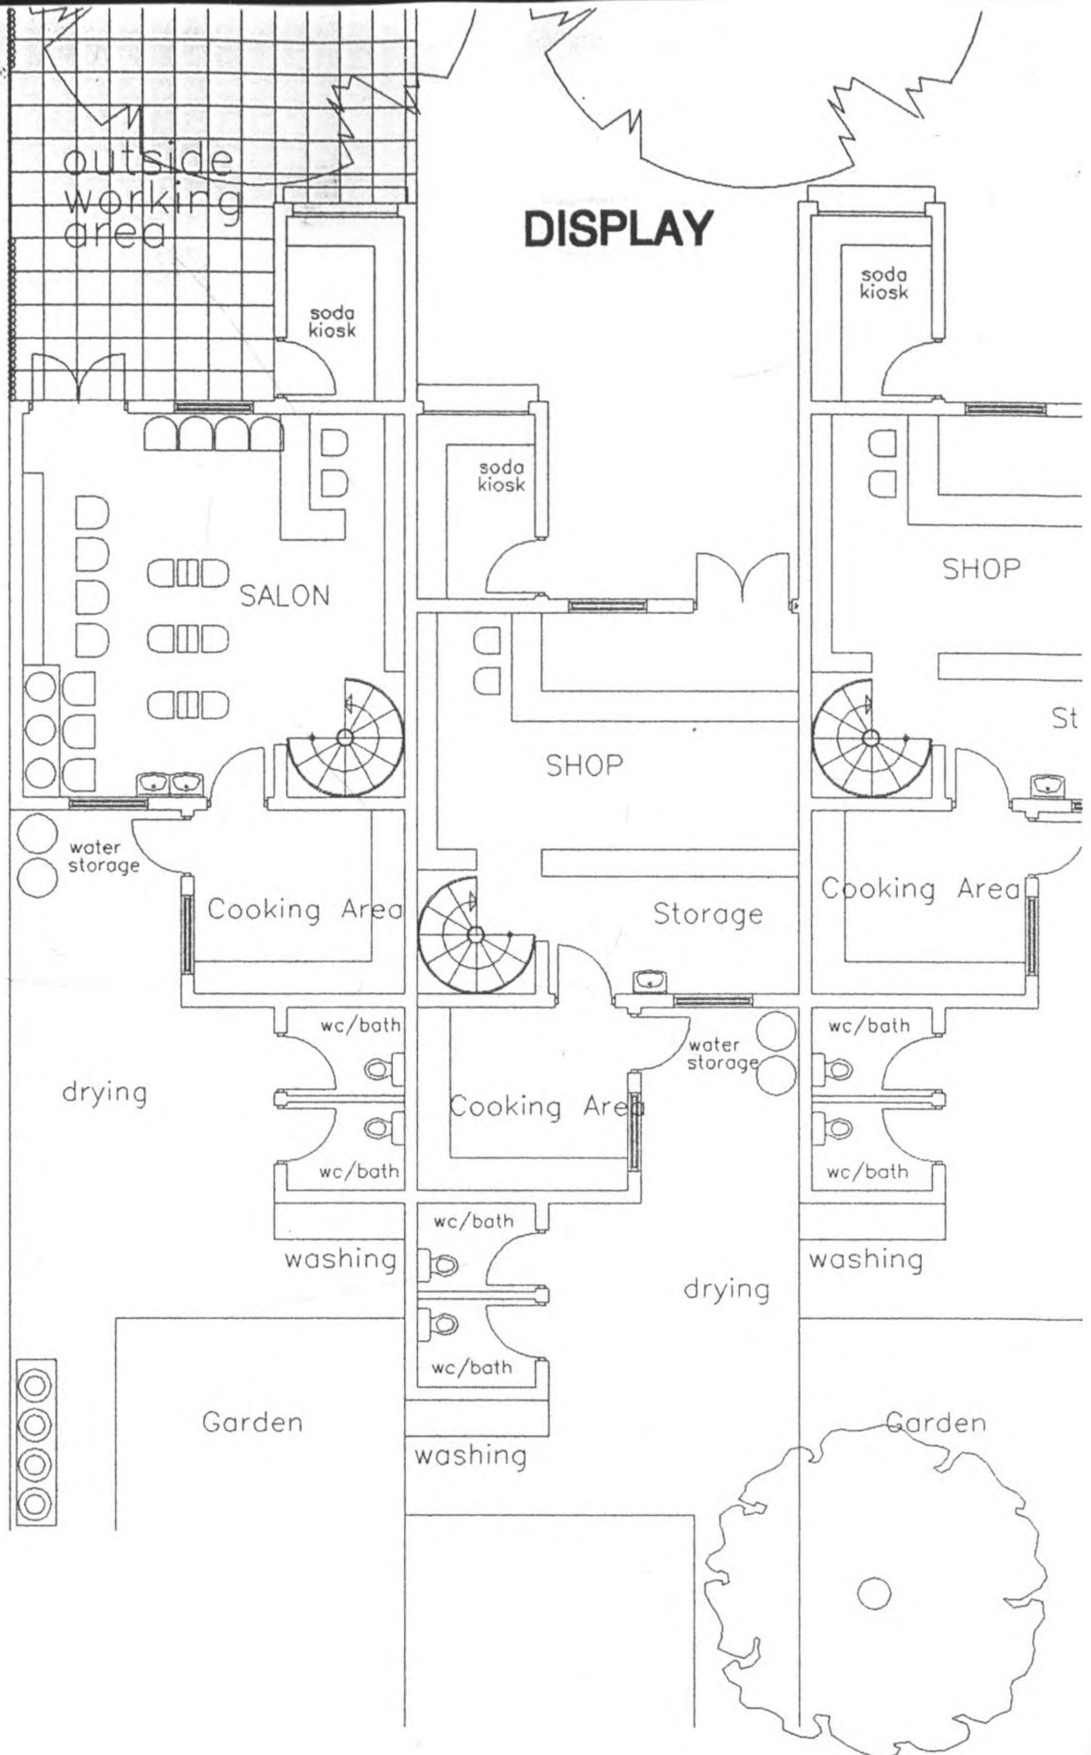 outside
working
area
DISPLAY
soda
kiosk
soda
kiosk
soda
kiosk
SALON
SHOP
St
SHOP
water
storage
Cooking Area
Storage
Cooking Area
wc/bath
wc/bath
drying
water
storage
Cooking Area
wc/bath
wc/bath
washing
wc/bath
washing
drying
wc/bath
Garden
Garden
washing